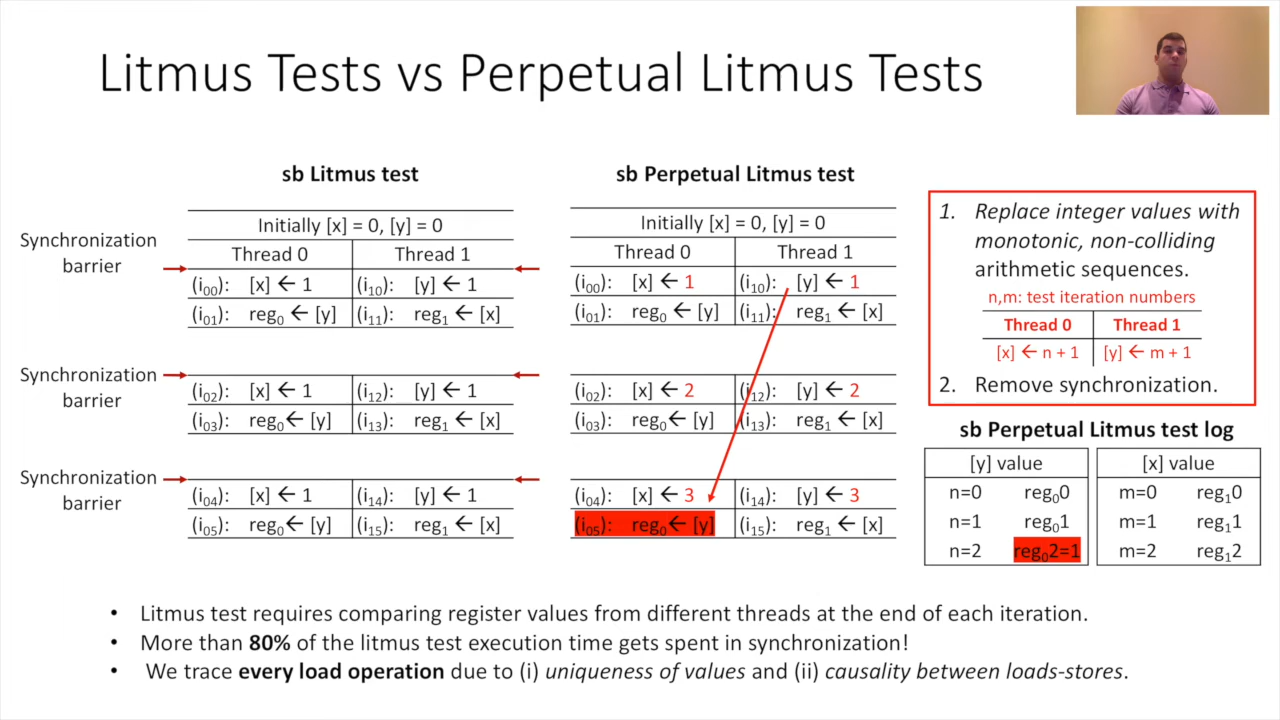 Litmus Tests vs Perpetual Litmus Tests
sb Litmus test
Initially [x] = 0, [y] = 0
Thread 0 Thread 1
Synchronization
barrier
(i00): [x] ← 1 (i10): [y] ← 1
(i01): reg0 ← [y] (i11): reg1 ← [x]
Synchronization
barrier
(i02): [x] ← 1 (i12): [y] ← 1
(i03): reg0← [y] (i13): reg1 ← [x]
Synchronization
barrier
(i04): [x] ← 1 (i14): [y] ← 1
(i05): reg0← [y] (i15): reg1 ← [x]
sb Perpetual Litmus test
Initially [x] = 0, [y] = 0
Thread 0 Thread 1
(i00): [x] ← 1 (i10): [y] ← 1
(i01): reg0 ← [y] (i11): reg1 ← [x]
(i02): [x] ← 2 (i12): [y] ← 2
(i03): reg0← [y] (i13): reg1 ← [x]
(i04): [x] ← 3 (i14): [y] ← 3
(i05): reg0← [y] (i15): reg1 ← [x]
1. Replace integer values with
monotonic, non-colliding
arithmetic sequences.
n,m: test iteration numbers
Thread 0 Thread 1
[x] ← n + 1 [y] ← m + 1
2. Remove synchronization.
sb Perpetual Litmus test log
[y] value [x] value
n=0 reg00 m=0 reg10
n=1 reg01 m=1 reg11
n=2 reg02=1 m=2 reg12
• Litmus test requires comparing register values from different threads at the end of each iteration.
• More than 80% of the litmus test execution time gets spent in synchronization!
• We trace every load operation due to (i) uniqueness of values and (ii) causality between loads-stores.